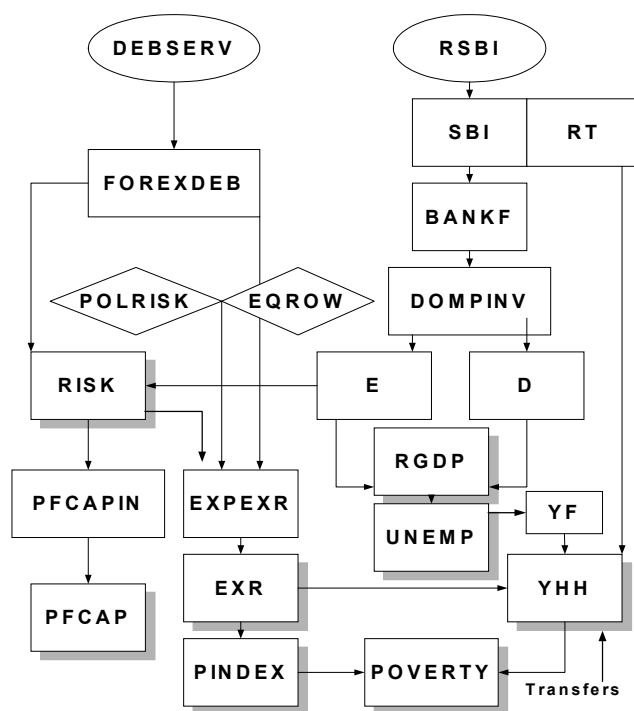 DEBSERV
RSBI
SBI
RT
FOREXDEB
BANKF
POLRISK
EQROW
DOMPINV
RISK
E
D
RGDP
PFCAPIN
EXPEXR
UNEMP
YF
PFCAP
EXR
YHH
PINDEX
POVERTY
Transfers